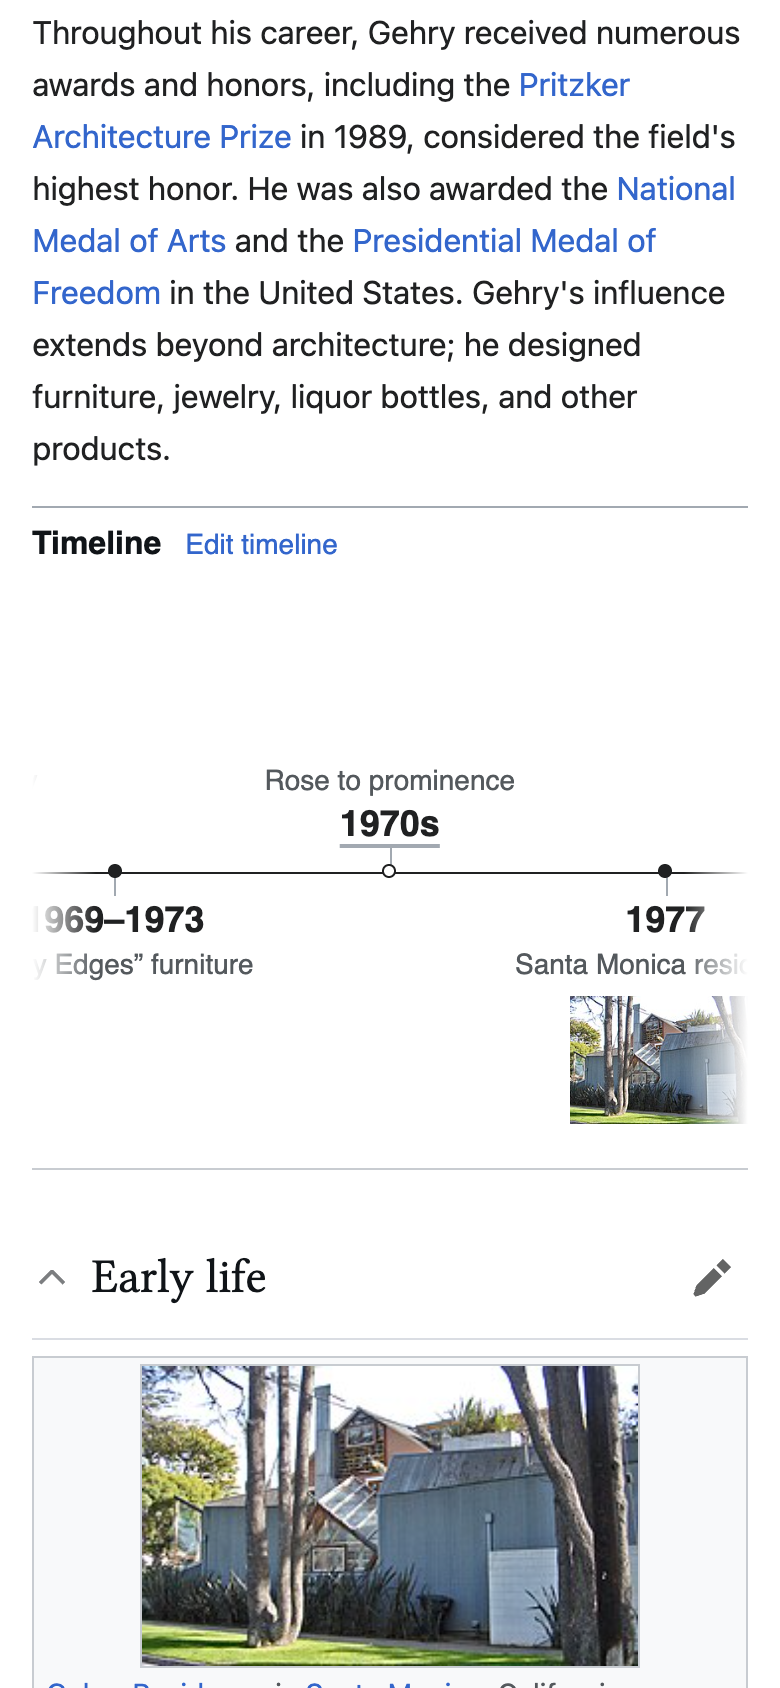 Throughout his career, Gehry received numerous
awards and honors, including the Pritzker
Architecture Prize in 1989, considered the field's
highest honor. He was also awarded the National
Medal of Arts and the Presidential Medal of
Freedom in the United States. Gehry's influence
extends beyond architecture; he designed
furniture, jewelry, liquor bottles, and other
products.
Timeline Edit timeline
Rose to prominence
1970s
1969–1973
y Edges” furniture
1977
Santa Monica resid
Early life